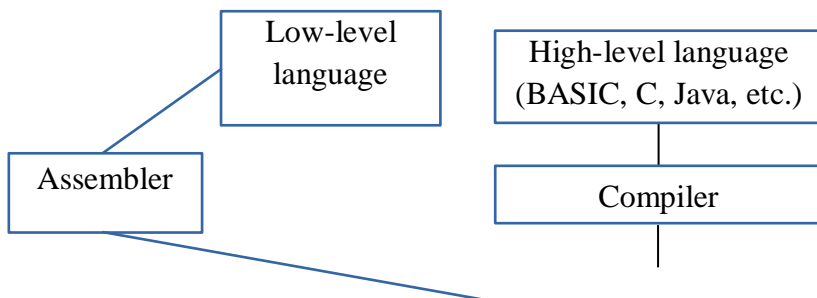 Low-level
language
High-level language
(BASIC, C, Java, etc.)
Assembler
Compiler